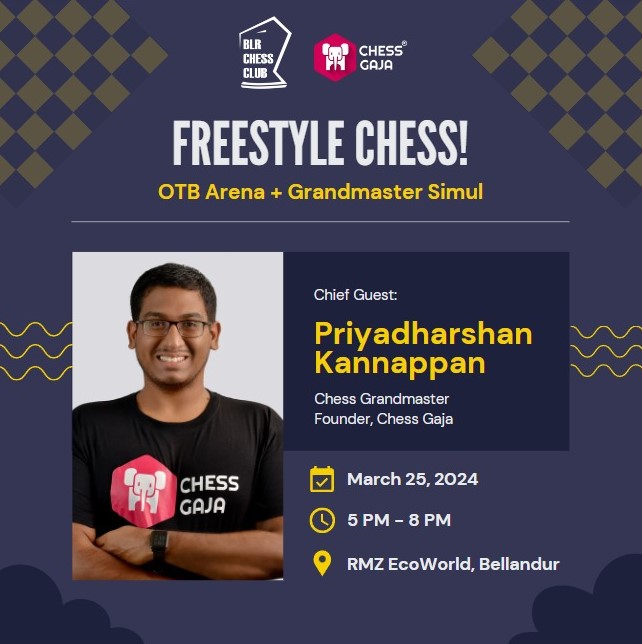 BLR
CHESS
CLUB
CHESS®
GAJA
FREESTYLE CHESS!
OTB Arena + Grandmaster Simul
Chief Guest:
Priyadharshan
Kannappan
Chess Grandmaster
Founder, Chess Gaja
CHESS
GAJA
March 25, 2024
5 PM – 8 PM
RMZ EcoWorld, Bellandur